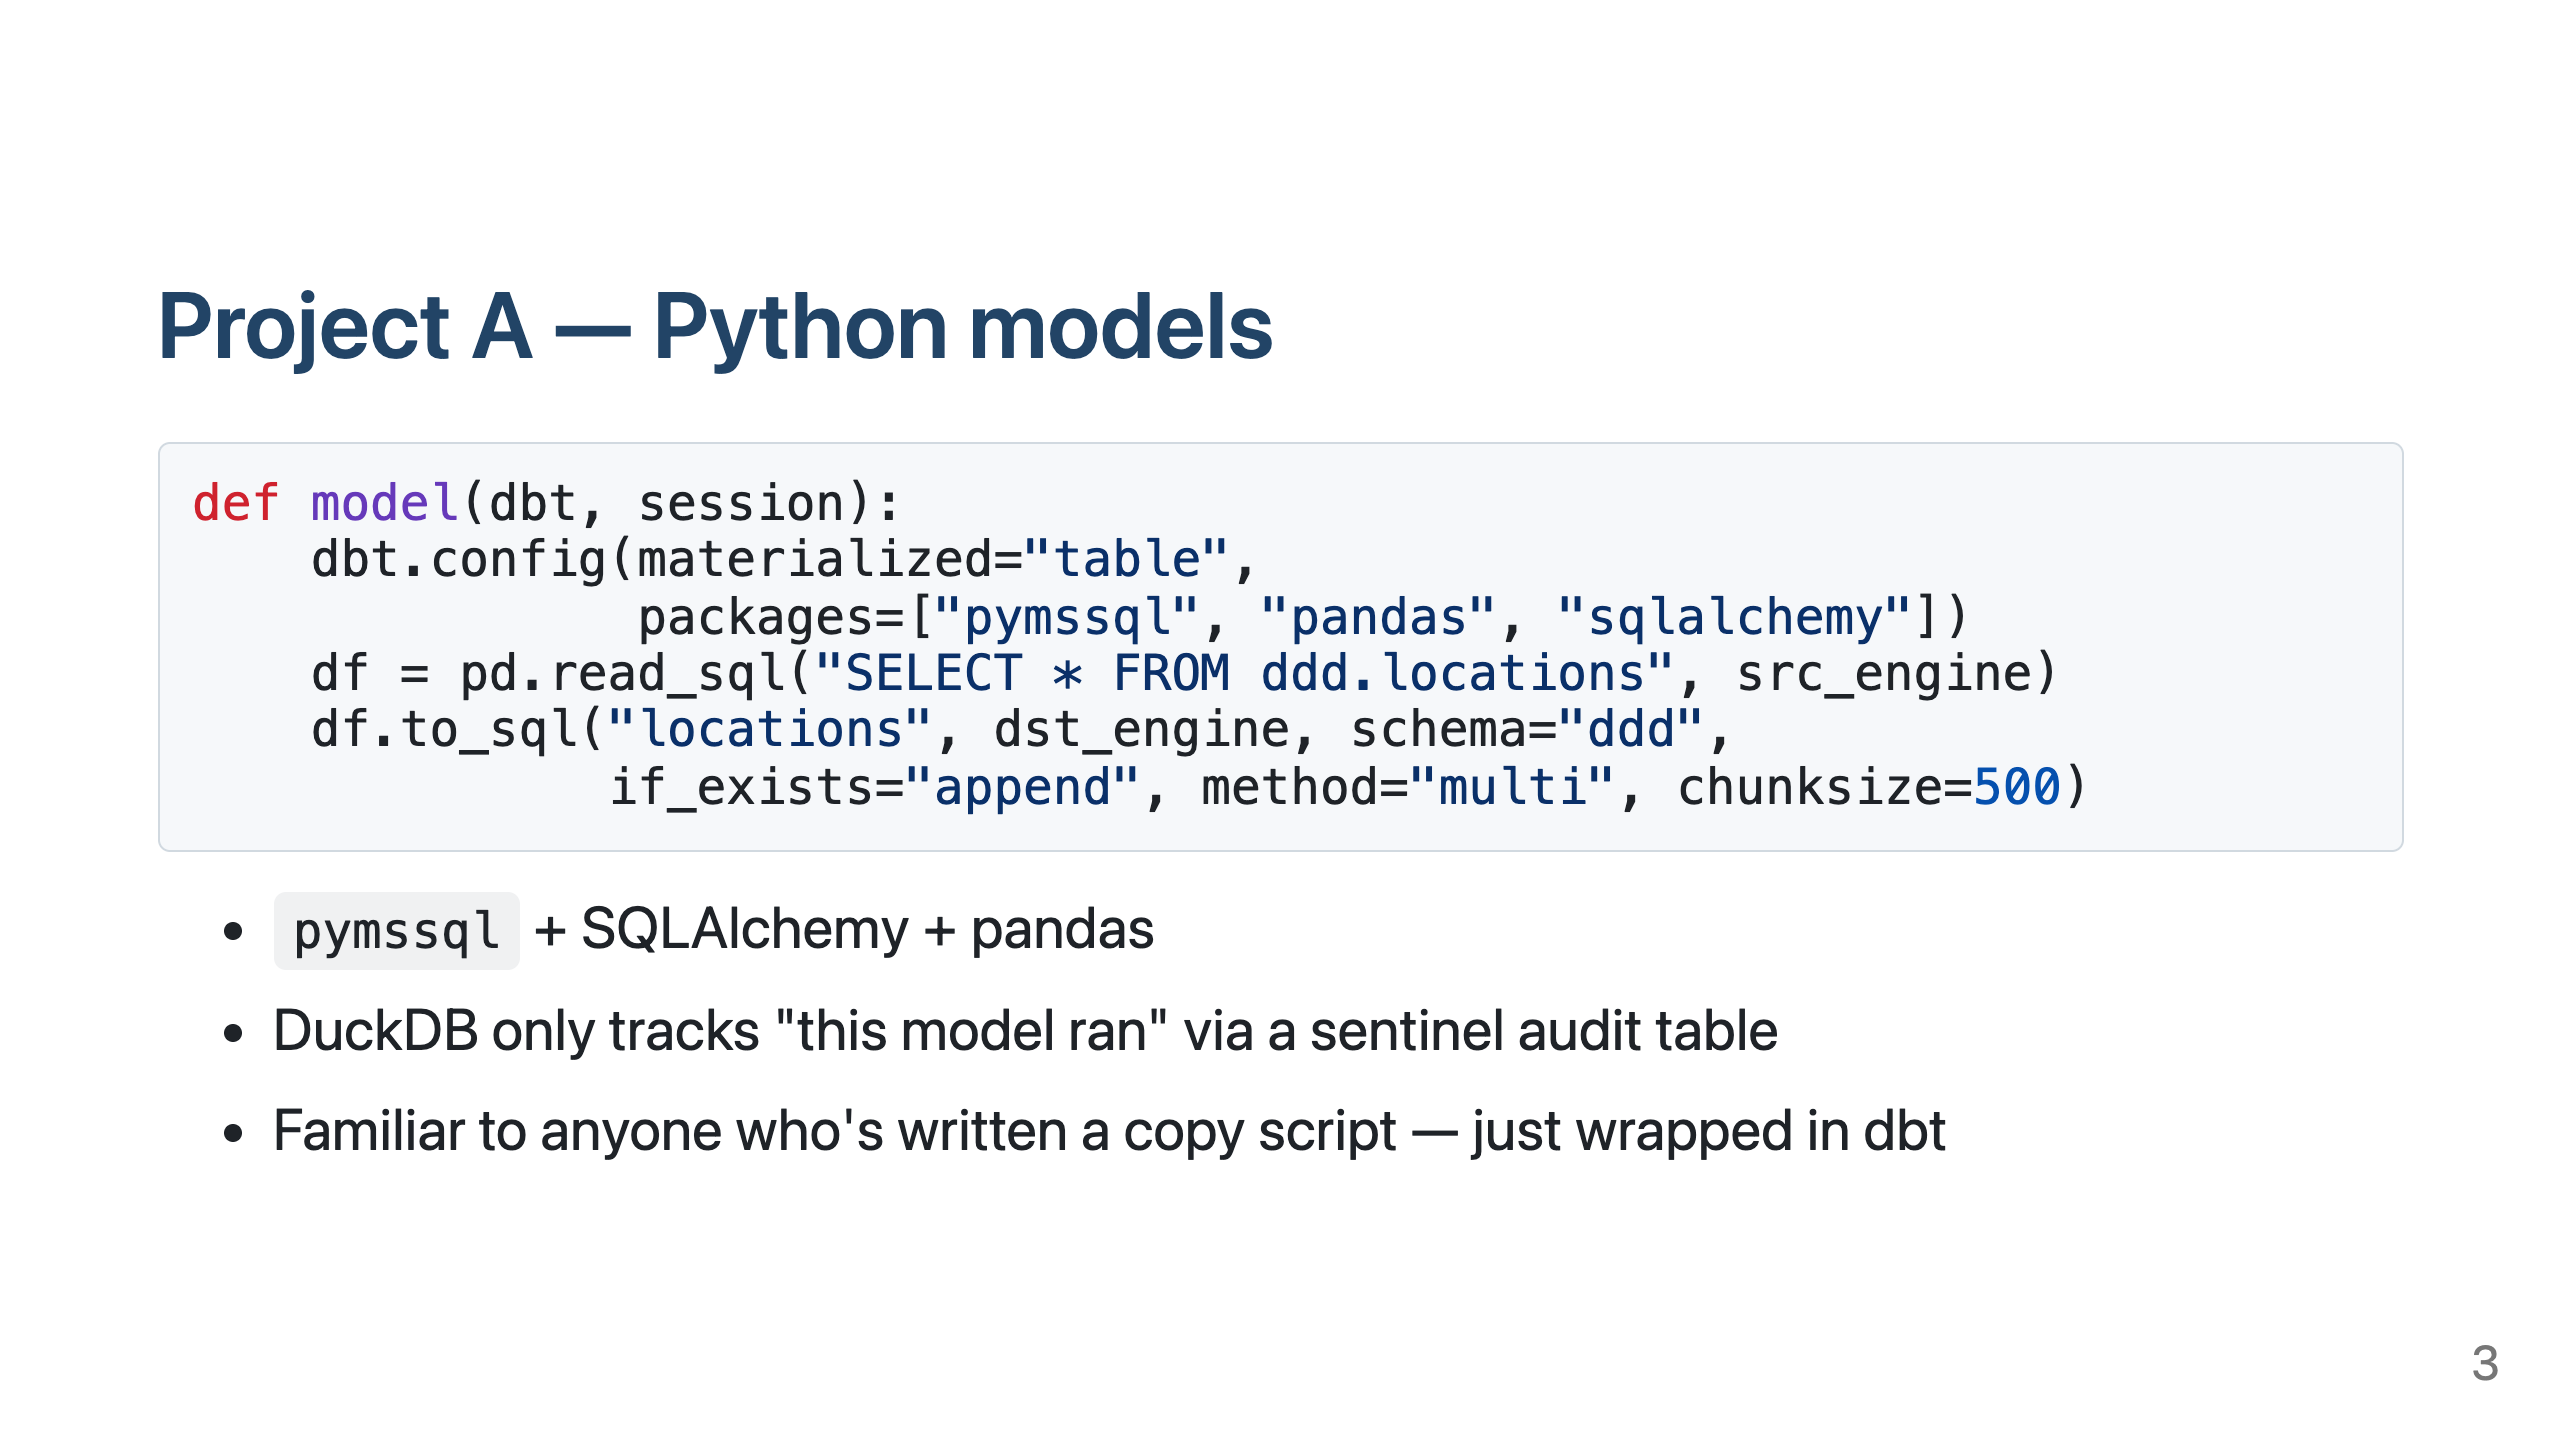 Project A — Python models
def model(dbt, session):
    dbt.config(materialized="table",
               packages=["pymssql", "pandas", "sqlalchemy"])
    df = pd.read_sql("SELECT * FROM ddd.locations", src_engine)
    df.to_sql("locations", dst_engine, schema="ddd",
              if_exists="append", method="multi", chunksize=500)
• pymssql + SQLAlchemy + pandas
• DuckDB only tracks "this model ran" via a sentinel audit table
• Familiar to anyone who's written a copy script — just wrapped in dbt
3